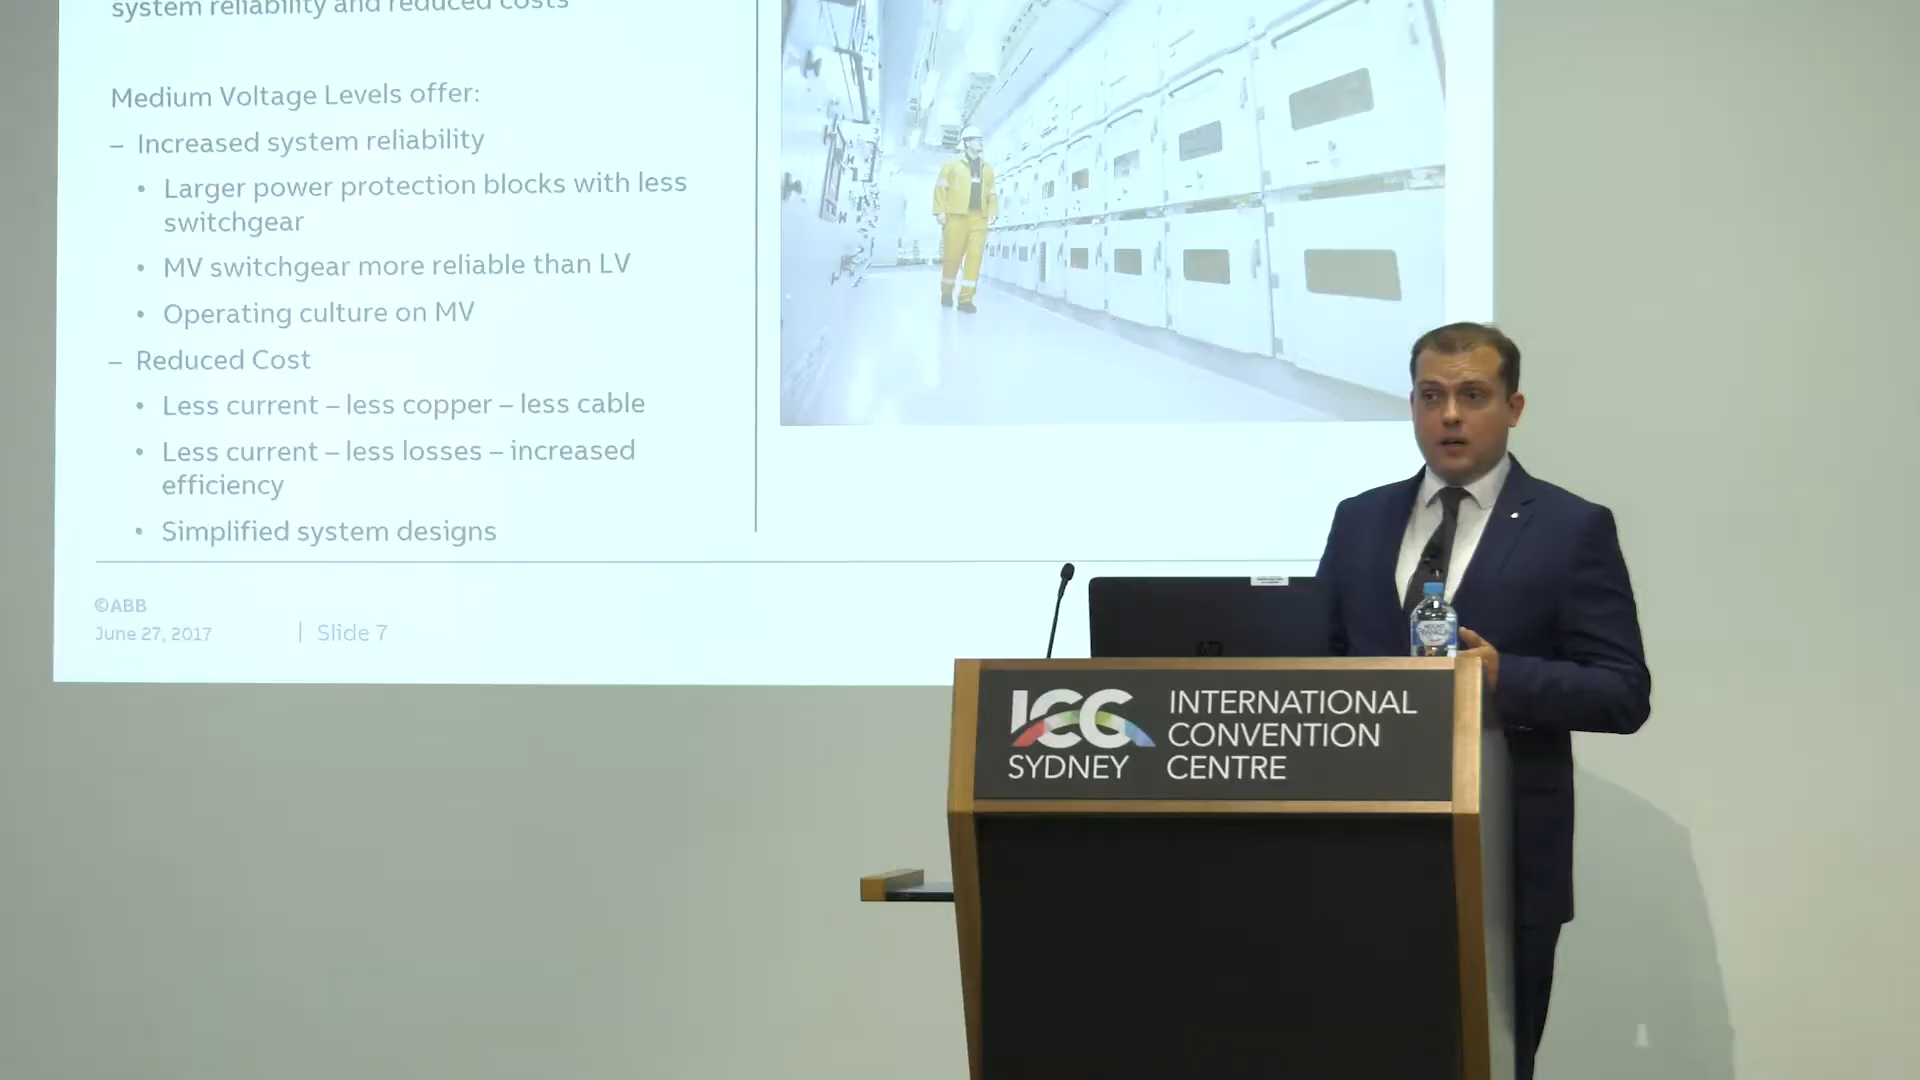 system reliability and reduced costs
Medium Voltage Levels offer:
– Increased system reliability
• Larger power protection blocks with less
switchgear
• MV switchgear more reliable than LV
• Operating culture on MV
– Reduced Cost
• Less current – less copper – less cable
• Less current – less losses – increased
efficiency
• Simplified system designs
©ABB
June 27, 2017 | Slide 7
ICC
SYDNEY
INTERNATIONAL
CONVENTION
CENTRE
MOUNT
FRANKLIN
hp